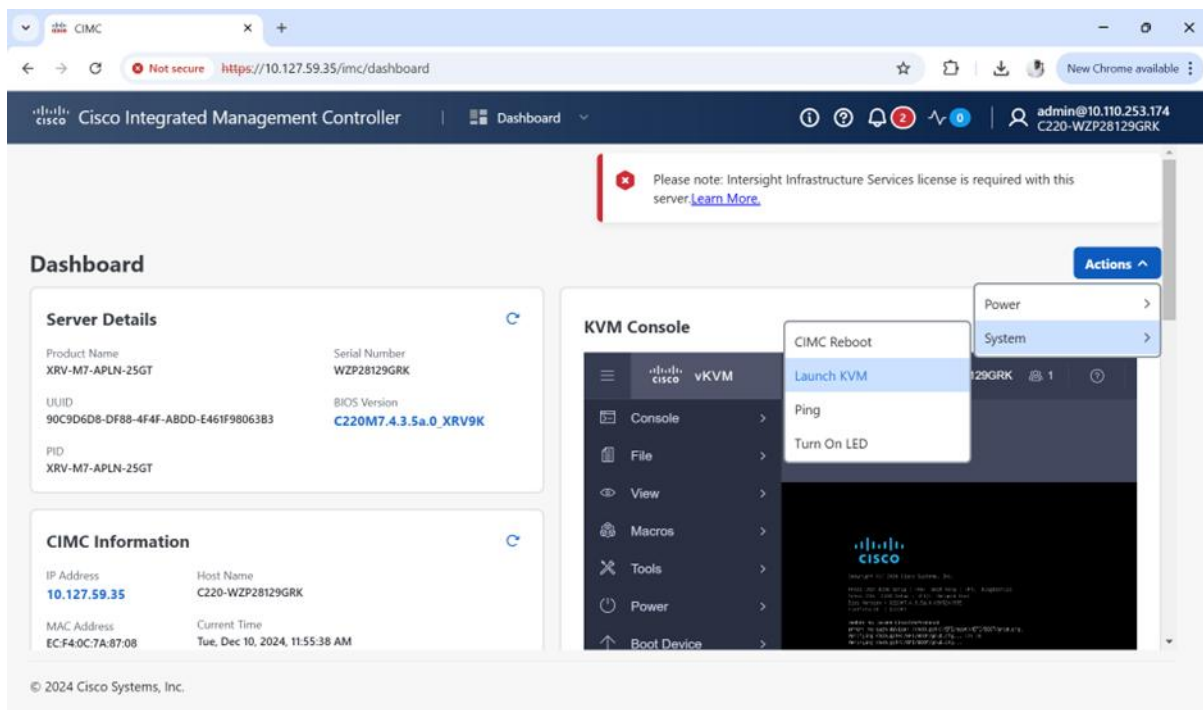 CIMC
Not secure https://10.127.59.35/imc/dashboard
New Chrome available
CISCO Cisco Integrated Management Controller Dashboard 2 0 admin@10.110.253.174
C220-WZP28129GRK
Please note: Intersight Infrastructure Services license is required with this
server.Learn More.
Dashboard
Actions
Power
System
CIMC Reboot
Launch KVM
Ping
Turn On LED
Server Details
Product Name Serial Number
XRV-M7-APLN-25GT WZP28129GRK
UUID BIOS Version
90C9D6D8-DF88-4F4F-ABDD-E461F98063B3 C220M7.4.3.5a.0_XRV9K
PID
XRV-M7-APLN-25GT
CIMC Information
IP Address Host Name
10.127.59.35 C220-WZP28129GRK
MAC Address Current Time
EC:F4:0C:7A:87:08 Tue, Dec 10, 2024, 11:55:38 AM
KVM Console
CISCO vKVM 129GRK 1
Console
File
View
Macros
Tools
Power
Boot Device
CISCO
© 2024 Cisco Systems, Inc.